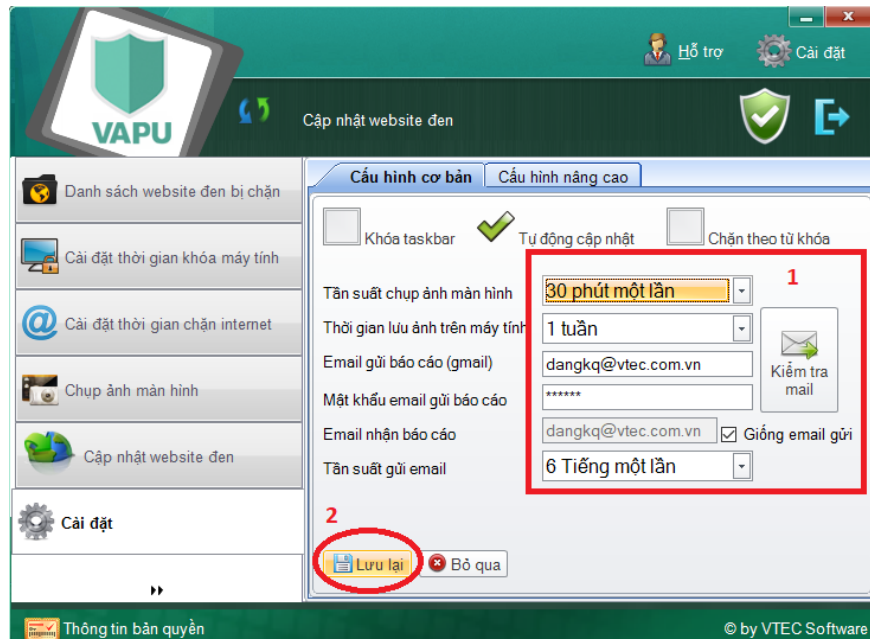 Hỗ trợ
Cài đặt
VAPU
Cập nhật website đen
Danh sách website đen bị chặn
Cài đặt thời gian khóa máy tính
Cài đặt thời gian chặn internet
Chụp ảnh màn hình
Cập nhật website đen
Cài đặt
Cấu hình cơ bản
Cấu hình nâng cao
Khóa taskbar
Tự động cập nhật
Chặn theo từ khóa
1
Tần suất chụp ảnh màn hình
30 phút một lần
Thời gian lưu ảnh trên máy tính
1 tuần
Email gửi báo cáo (gmail)
dangkq@vtec.com.vn
Mật khẩu email gửi báo cáo
******
Kiểm tra
mail
Email nhận báo cáo
dangkq@vtec.com.vn
Giống email gửi
Tần suất gửi email
6 Tiếng một lần
2
Lưu lại
Bỏ qua
Thông tin bản quyền
© by VTEC Software